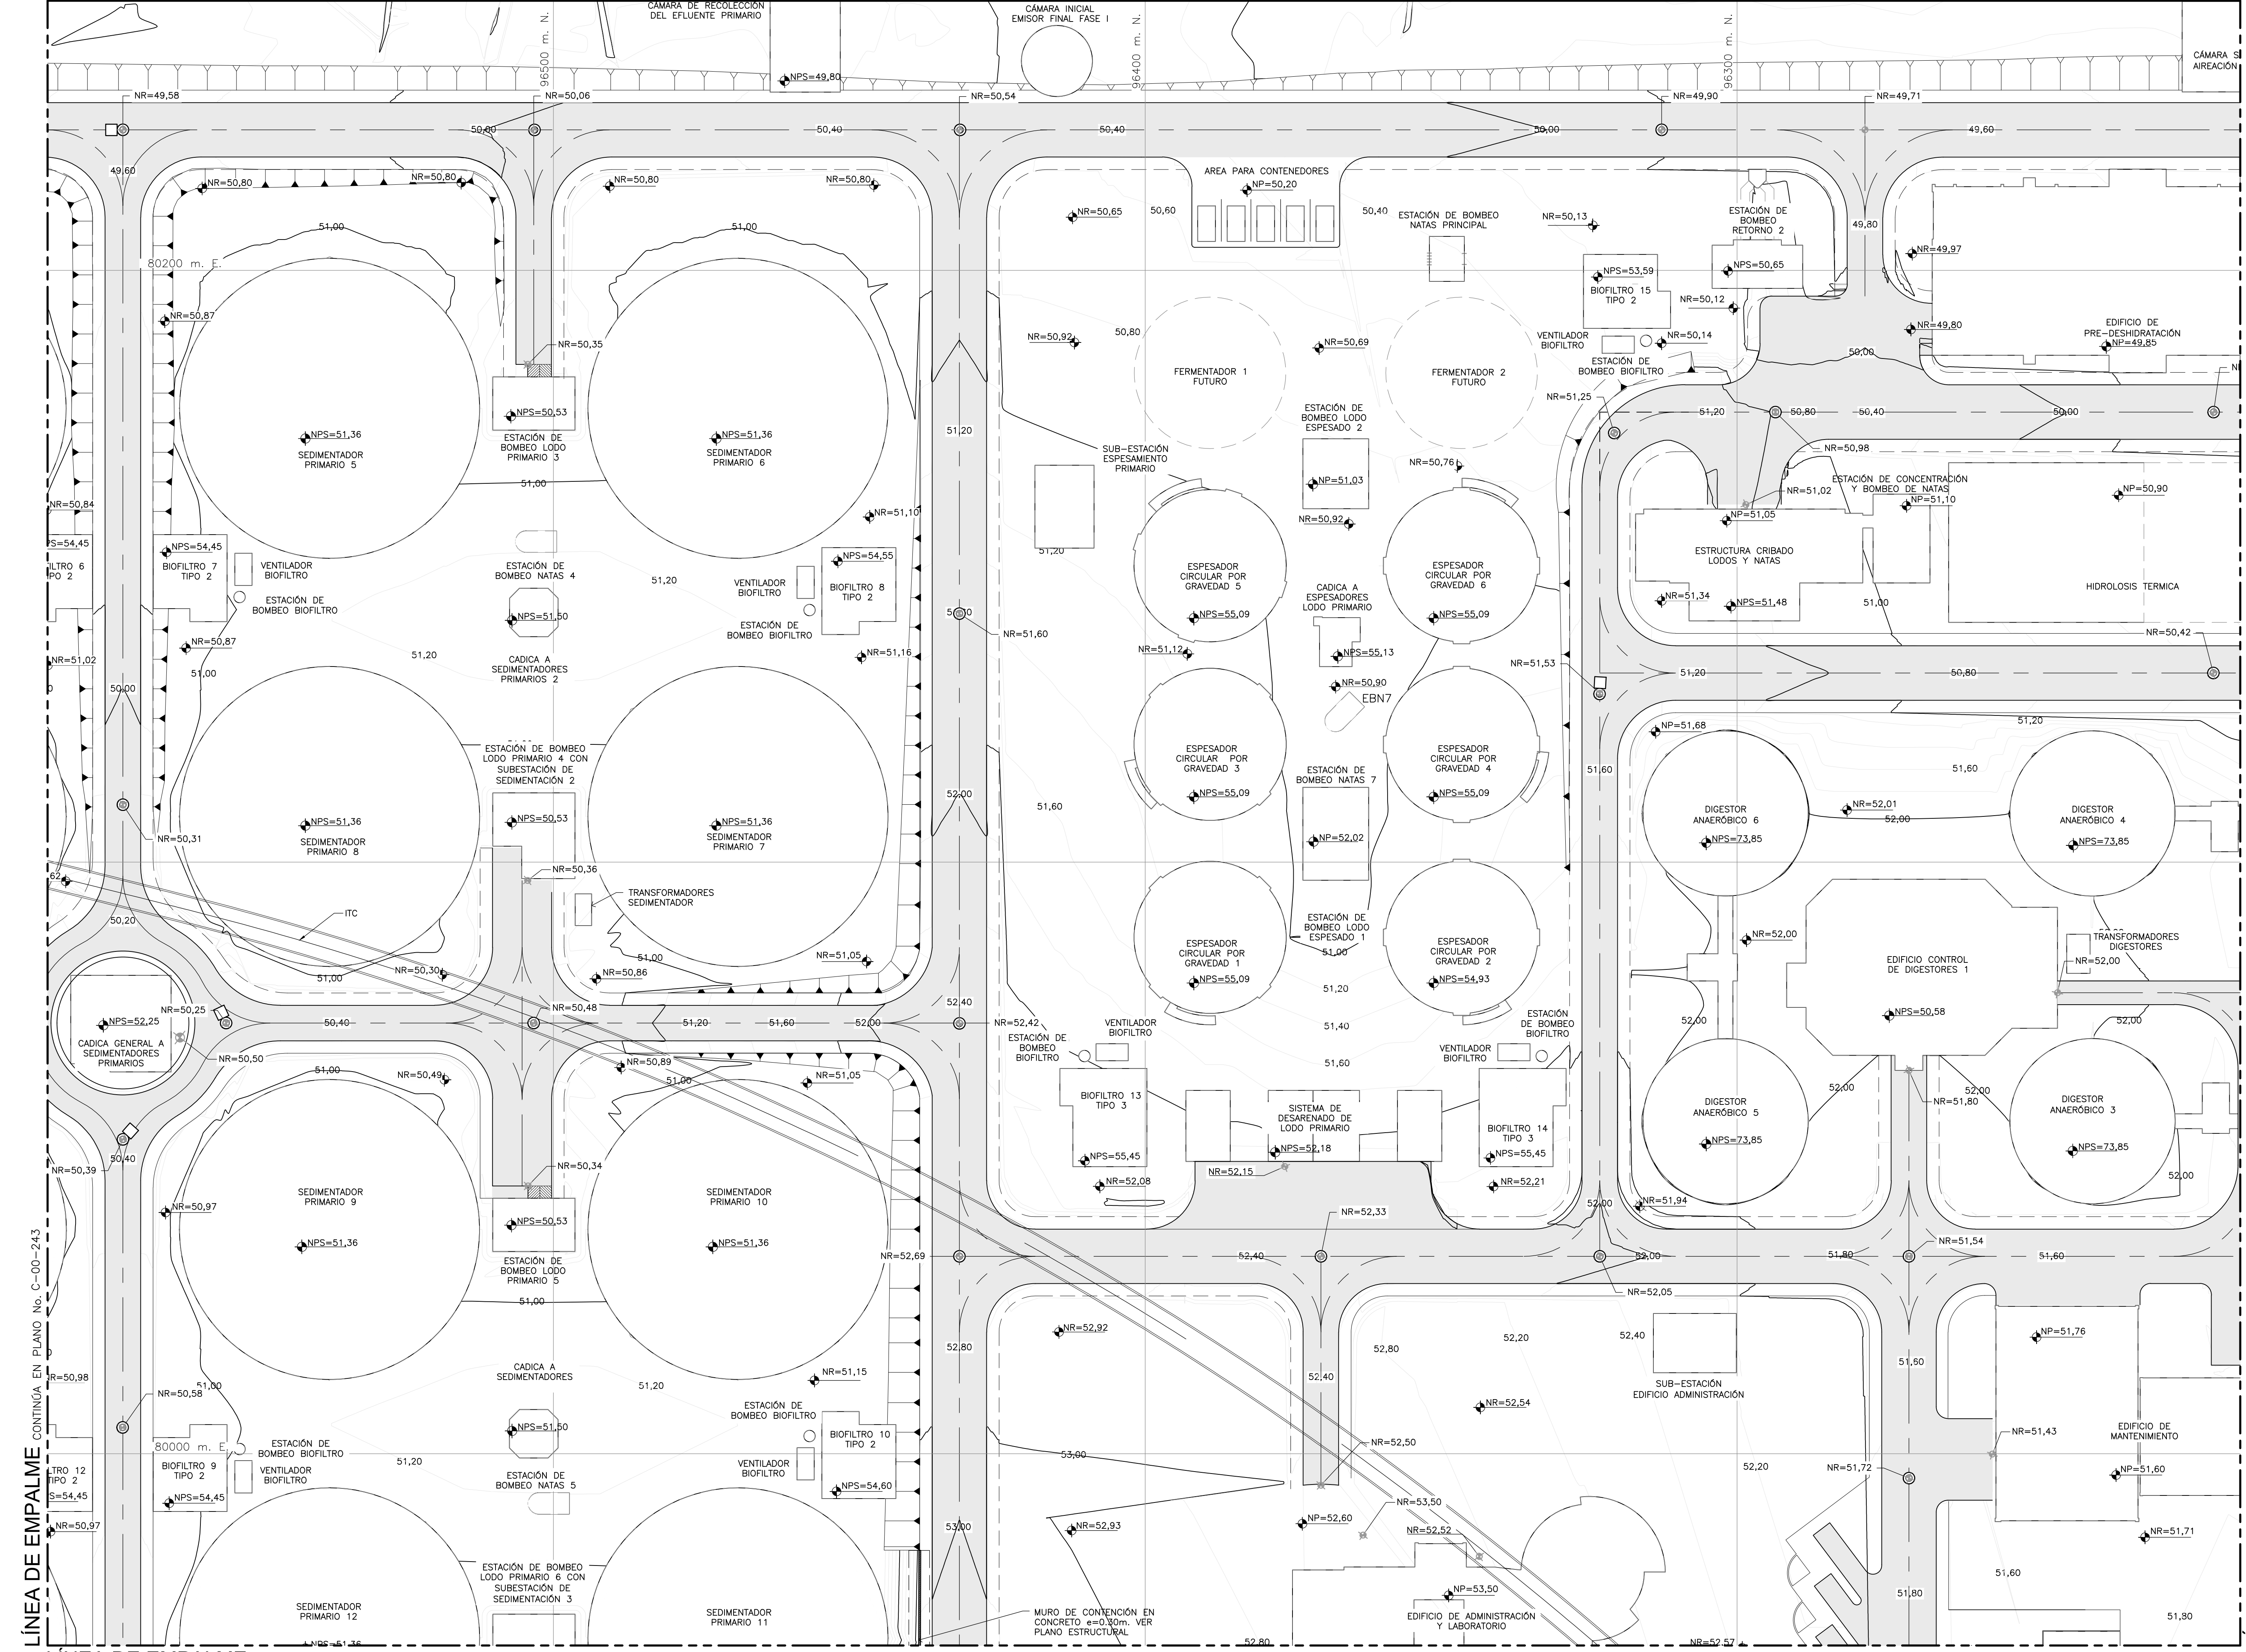 CÁMARA DE RECOLECCIÓN
DEL EFLUENTE PRIMARIO
CÁMARA INICIAL
EMISOR FINAL FASE I
96500 m. N.
96400 m. N.
96300 m. N.
CÁMARA S
AIREACIÓN
NPS=49,80
NR=49,58
NR=50,06
NR=50,54
NR=49,90
NR=49,71
50,00
50,40
50,40
50,00
49,60
49,60
NR=50,80
NR=50,80
NR=50,80
NR=50,80
AREA PARA CONTENEDORES
NP=50,20
NR=50,65
50,60
50,40
ESTACIÓN DE BOMBEO
NATAS PRINCIPAL
NR=50,13
ESTACIÓN DE
BOMBEO
RETORNO 2
49,80
51,00
51,00
80200 m. E.
NR=49,97
NPS=53,59
NPS=50,65
BIOFILTRO 15
TIPO 2
NR=50,12
NR=50,87
NR=49,80
EDIFICIO DE
PRE-DESHIDRATACIÓN
NP=49,85
NR=50,35
NR=50,92
50,80
NR=50,69
VENTILADOR
BIOFILTRO
NR=50,14
50,00
ESTACIÓN DE
BOMBEO BIOFILTRO
FERMENTADOR 1
FUTURO
FERMENTADOR 2
FUTURO
NR=51,25
NPS=50,53
ESTACIÓN DE
BOMBEO LODO
PRIMARIO 3
ESTACIÓN DE
BOMBEO LODO
ESPESADO 2
51,20
50,80
50,40
50,00
NPS=51,36
SEDIMENTADOR
PRIMARIO 5
NPS=51,36
SEDIMENTADOR
PRIMARIO 6
51,20
SUB-ESTACIÓN
ESPESAMIENTO
PRIMARIO
NR=50,76
NR=50,98
51,00
NP=51,03
NR=51,02
ESTACIÓN DE CONCENTRACIÓN
Y BOMBEO DE NATAS
NP=50,90
NP=51,10
NR=50,84
NR=51,10
NR=50,92
NP=51,05
PS=54,45
NPS=54,45
NPS=54,55
51,20
ESTRUCTURA CRIBADO
LODOS Y NATAS
ILTRO 6
PO 2
BIOFILTRO 7
TIPO 2
VENTILADOR
BIOFILTRO
ESTACIÓN DE
BOMBEO NATAS 4
51,20
VENTILADOR
BIOFILTRO
BIOFILTRO 8
TIPO 2
ESPESADOR
CIRCULAR POR
GRAVEDAD 5
ESPESADOR
CIRCULAR POR
GRAVEDAD 6
CADICA A
ESPESADORES
LODO PRIMARIO
HIDROLOSIS TERMICA
ESTACIÓN DE
BOMBEO BIOFILTRO
NPS=51,50
ESTACIÓN DE
BOMBEO BIOFILTRO
NR=51,60
NPS=55,09
NPS=55,09
NR=51,34
NPS=51,48
51,00
NR=50,42
NR=50,87
NR=51,02
51,20
CADICA A
SEDIMENTADORES
PRIMARIOS 2
NR=51,16
NR=51,12
NPS=55,13
NR=51,53
51,00
50,00
NR=50,90
EBN7
51,20
50,80
NP=51,68
51,20
ESTACIÓN DE BOMBEO
LODO PRIMARIO 4 CON
SUBESTACIÓN DE
SEDIMENTACIÓN 2
ESPESADOR
CIRCULAR POR
GRAVEDAD 3
ESPESADOR
CIRCULAR POR
GRAVEDAD 4
ESTACIÓN DE
BOMBEO NATAS 7
51,60
51,60
52,00
51,60
NPS=55,09
NPS=55,09
NR=52,01
52,00
DIGESTOR
ANAERÓBICO 6
DIGESTOR
ANAERÓBICO 4
NR=50,31
NPS=51,36
SEDIMENTADOR
PRIMARIO 8
NPS=50,53
NPS=51,36
SEDIMENTADOR
PRIMARIO 7
NP=52,02
NPS=73,85
NPS=73,85
NR=50,36
62
TRANSFORMADORES
SEDIMENTADOR
ITC
50,20
ESTACIÓN DE
BOMBEO LODO
ESPESADO 1
51,00
ESPESADOR
CIRCULAR POR
GRAVEDAD 1
ESPESADOR
CIRCULAR POR
GRAVEDAD 2
NR=52,00
TRANSFORMADORES
DIGESTORES
NR=52,00
EDIFICIO CONTROL
DE DIGESTORES 1
NR=50,30
51,00
51,00
NR=51,05
NR=50,86
NPS=55,09
NPS=54,93
51,20
NR=50,25
NR=50,48
52,40
NPS=50,58
NPS=52,25
CADICA GENERAL A
SEDIMENTADORES
PRIMARIOS
50,40
51,20
51,60
52,00
NR=52,42
VENTILADOR
BIOFILTRO
51,40
ESTACIÓN
DE BOMBEO
BIOFILTRO
52,00
52,00
NR=50,50
ESTACIÓN DE
BOMBEO
BIOFILTRO
VENTILADOR
BIOFILTRO
51,60
51,00
NR=50,49
NR=50,89
51,00
NR=51,05
52,00
52,00
52,00
BIOFILTRO 13
TIPO 3
SISTEMA DE
DESARENADO DE
LODO PRIMARIO
BIOFILTRO 14
TIPO 3
DIGESTOR
ANAERÓBICO 5
NR=51,80
DIGESTOR
ANAERÓBICO 3
NPS=73,85
NPS=73,85
50,40
NR=50,39
NR=50,34
NPS=55,45
NPS=52,18
NR=52,15
NPS=55,45
52,00
NR=52,08
NR=52,21
SEDIMENTADOR
PRIMARIO 9
SEDIMENTADOR
PRIMARIO 10
NR=50,97
NPS=50,53
NR=52,33
52,00
NR=51,94
NPS=51,36
NPS=51,36
NR=52,69
52,40
52,00
51,80
NR=51,54
51,60
ESTACIÓN DE
BOMBEO LODO
PRIMARIO 5
51,00
NR=52,05
NR=52,92
52,80
52,80
52,20
52,40
NP=51,76
51,60
CADICA A
SEDIMENTADORES
51,20
NR=51,15
R=50,98
51,00
NR=50,58
52,40
SUB-ESTACIÓN
EDIFICIO ADMINISTRACIÓN
NR=52,54
ESTACIÓN DE
BOMBEO BIOFILTRO
NPS=51,50
NR=51,43
EDIFICIO DE
MANTENIMIENTO
80000 m. E.
ESTACIÓN DE
BOMBEO BIOFILTRO
BIOFILTRO 10
TIPO 2
NR=52,50
53,00
LTRO 12
TIPO 2
BIOFILTRO 9
TIPO 2
VENTILADOR
BIOFILTRO
51,20
ESTACIÓN DE
BOMBEO NATAS 5
VENTILADOR
BIOFILTRO
52,20
NR=51,72
NP=51,60
S=54,45
NPS=54,45
NPS=54,60
NR=53,50
NR=50,97
53,00
NR=52,93
NP=52,60
NR=52,52
NR=51,71
ESTACIÓN DE BOMBEO
LODO PRIMARIO 6 CON
SUBESTACIÓN DE
SEDIMENTACIÓN 3
51,60
NP=53,50
51,80
SEDIMENTADOR
PRIMARIO 12
SEDIMENTADOR
PRIMARIO 11
MURO DE CONTENCIÓN EN
CONCRETO e=0.30m. VER
PLANO ESTRUCTURAL
EDIFICIO DE ADMINISTRACIÓN
Y LABORATORIO
51,80
NPS=51,36
52,80
NR=52,57
LÍNEA DE EMPALME CONTINÚA EN PLANO No. C-00-243